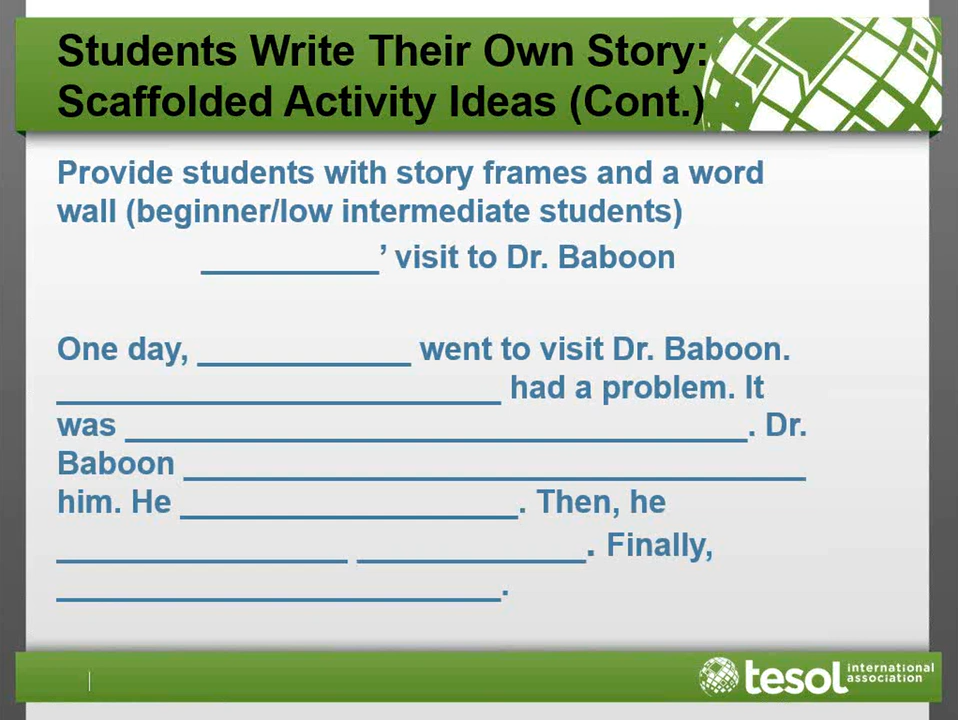 Students Write Their Own Story:
Scaffolded Activity Ideas (Cont.)
Provide students with story frames and a word
wall (beginner/low intermediate students)
__________’ visit to Dr. Baboon
One day, ____________ went to visit Dr. Baboon.
_________________________ had a problem. It
was ___________________________________. Dr.
Baboon ___________________________________
him. He ___________________. Then, he
________________ _____________. Finally,
_________________________.
tesol international
association